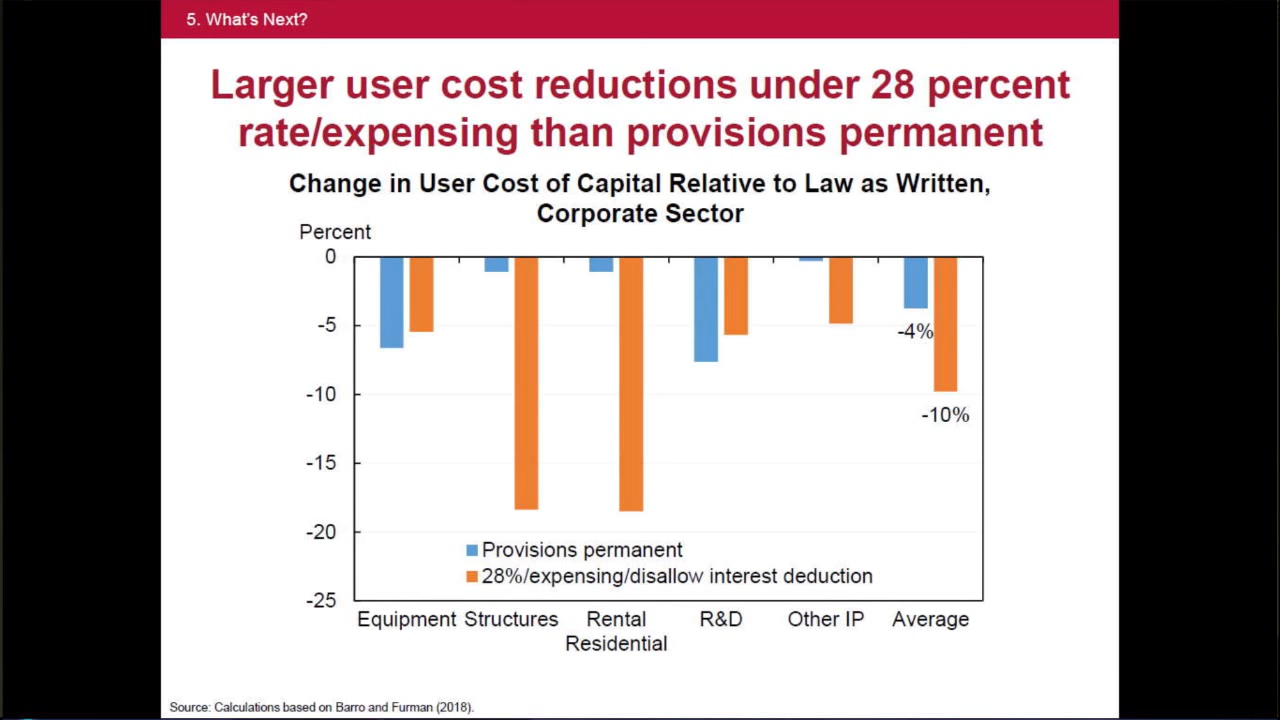 5. What's Next?
Larger user cost reductions under 28 percent
rate/expensing than provisions permanent
Change in User Cost of Capital Relative to Law as Written,
Corporate Sector
Percent
0
-5
-10
-15
-20
-25
-4%
-10%
Provisions permanent
28%/expensing/disallow interest deduction
Equipment Structures Rental R&D Other IP Average
Residential
Source: Calculations based on Barro and Furman (2018).